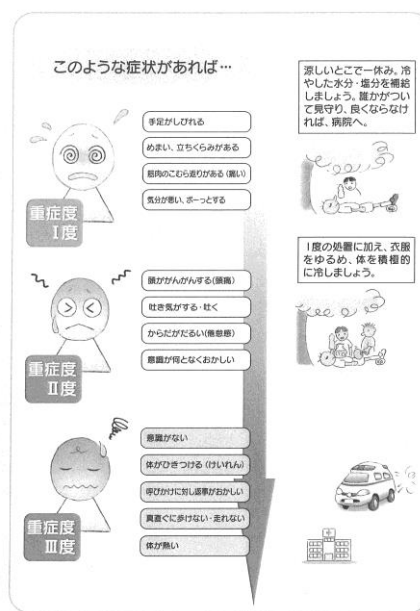 このような症状があれば…
涼しいとこで一休み。冷
やした水分・塩分を補給
しましょう。誰かがつい
て見守り、良くならなけ
れば、病院へ。
手足がしびれる
めまい、立ちくらみがある
筋肉のこむら返りがある（痛い）
気分が悪い、ボーっとする
重症度
Ⅰ度
Ⅰ度の処置に加え、衣服
をゆるめ、体を積極的
に冷しましょう。
頭ががんがんする（頭痛）
吐き気がする・吐く
からだがだるい（倦怠感）
意識が何となくおかしい
重症度
Ⅱ度
意識がない
体がひきつける（けいれん）
呼びかけに対し返事がおかしい
真直ぐに歩けない・走れない
体が熱い
重症度
Ⅲ度